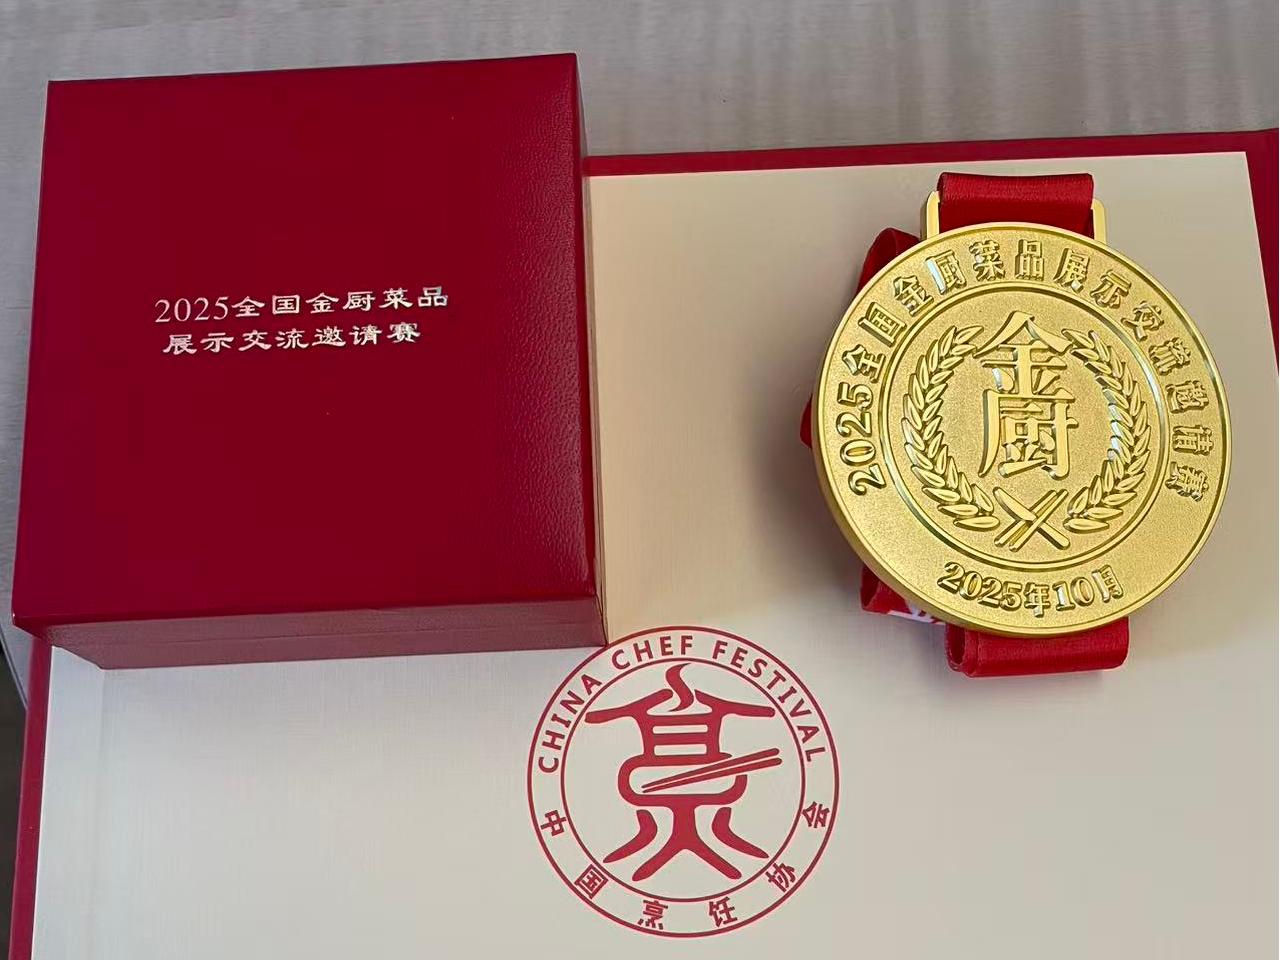 2025全国金厨菜品
展示交流邀请赛
2025全国金厨菜品展示交流邀请赛
金
厨
2025年10月
CHINA CHEF FESTIVAL
中国烹饪协会